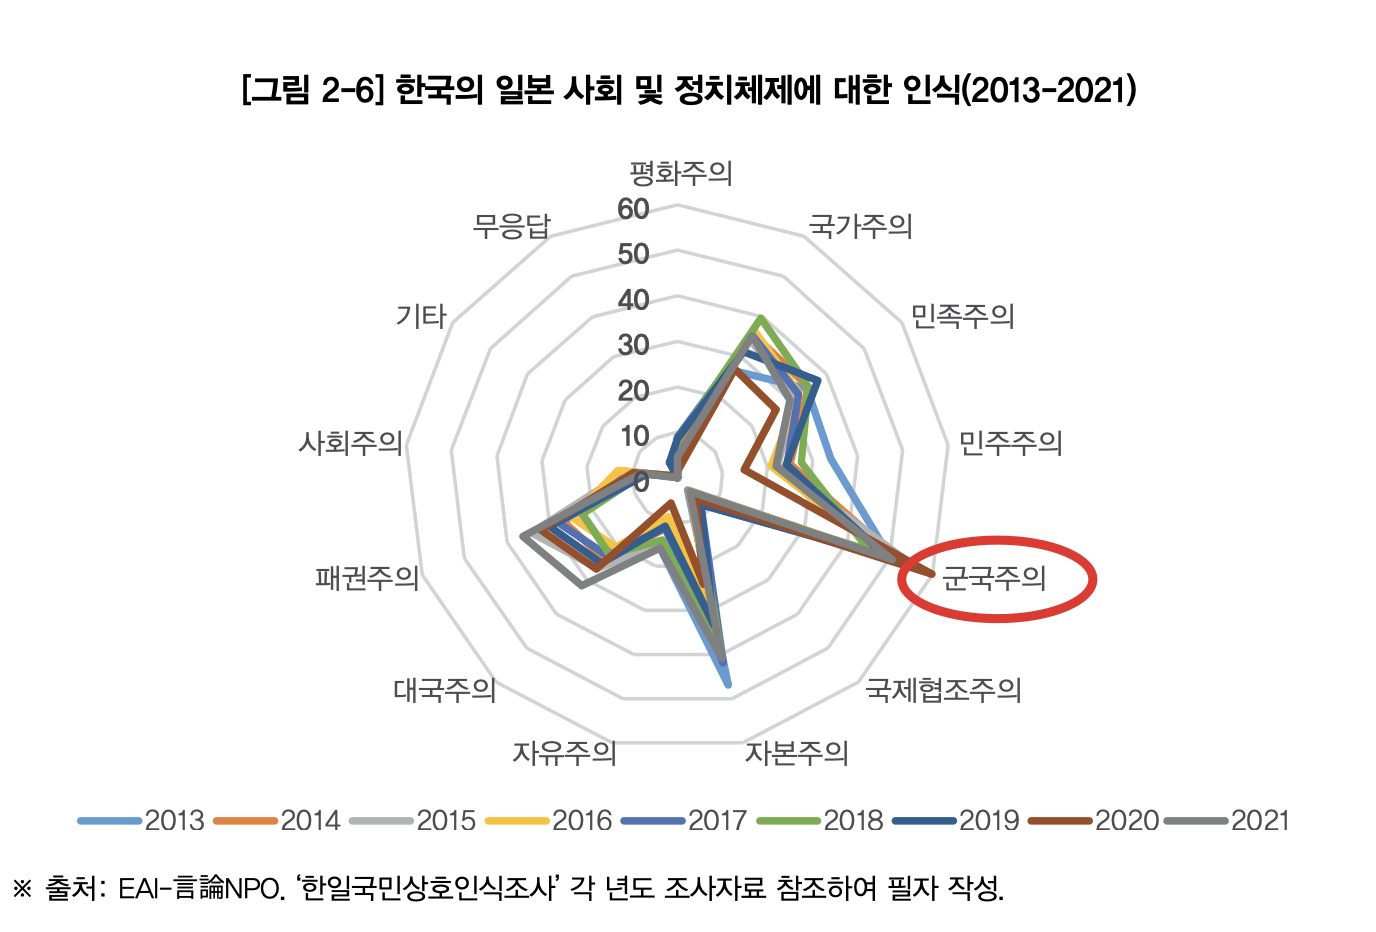 [그림 2-6] 한국의 일본 사회 및 정치체제에 대한 인식(2013-2021)
평화주의
국가주의
민족주의
민주주의
군국주의
국제협조주의
자본주의
자유주의
대국주의
패권주의
사회주의
기타
무응답
60
50
40
30
20
10
0
2013 2014 2015 2016 2017 2018 2019 2020 2021
※ 출처: EAI-言論NPO. ‘한일국민상호인식조사’ 각 년도 조사자료 참조하여 필자 작성.